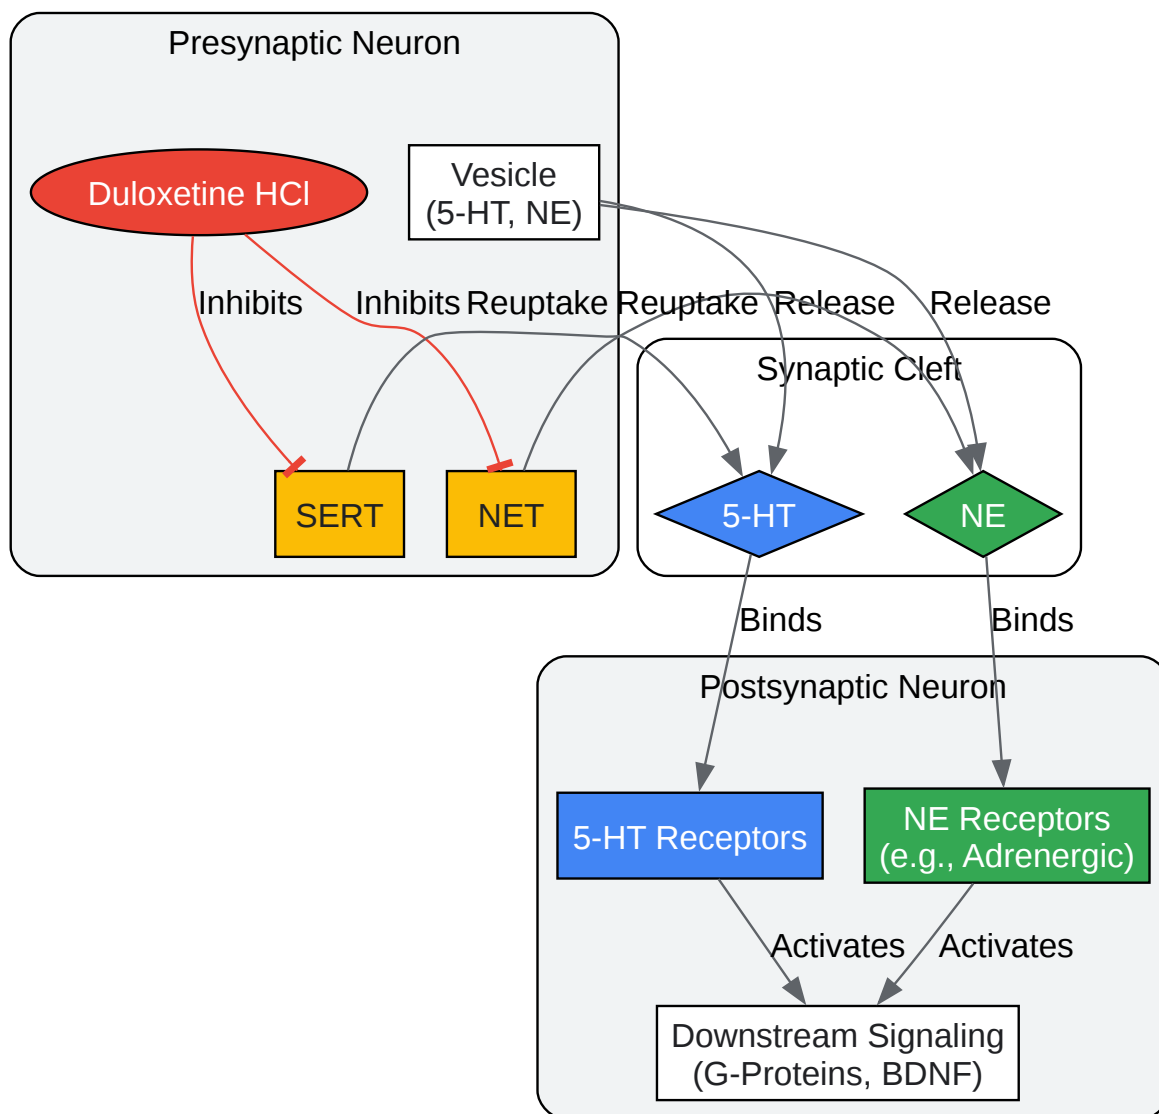 Presynaptic Neuron
Duloxetine HCl
Vesicle
(5-HT, NE)
Inhibits
Inhibits
Reuptake
Reuptake
Release
Release
Synaptic Cleft
SERT
NET
5-HT
NE
Binds
Binds
Postsynaptic Neuron
5-HT Receptors
NE Receptors
(e.g., Adrenergic)
Activates
Activates
Downstream Signaling
(G-Proteins, BDNF)